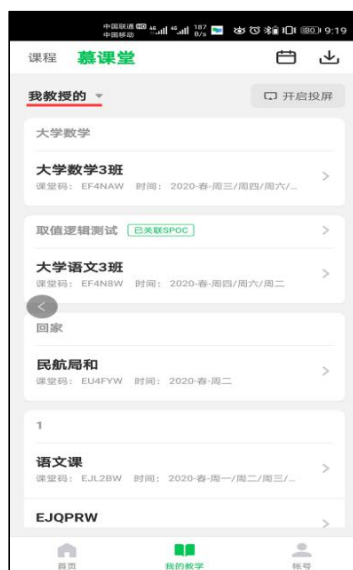 中国联通 HD 4G 4G 187 B/s 80 9:19
中国移动
课程 慕课堂
我教授的 开启投屏
大学数学
大学数学3班
课堂码: EF4NAW 时间: 2020-春-周三/周四/周六/...
取值逻辑测试 已关联SPOC
大学语文3班
课堂码: EF4N8W 时间: 2020-春-周四/周六/周二
回家
民航局和
课堂码: EU4FYW 时间: 2020-春-周二
1
语文课
课堂码: EJL2BW 时间: 2020-春-周一/周二/周三/...
EJQPRW
首页 我的教学 帐号